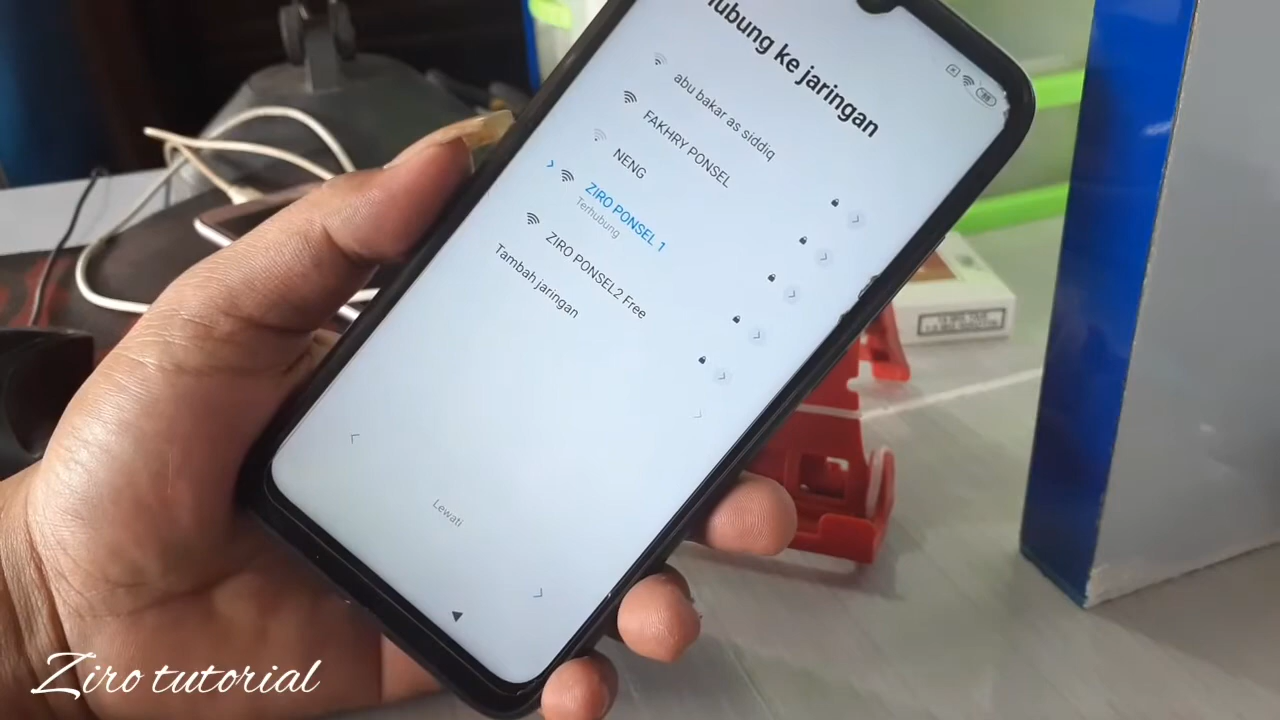 hubung ke jaringan
abu bakar as siddiq
FAKHRY PONSEL
NENG
ZIRO PONSEL 1
Terhubung
ZIRO PONSEL2 Free
Tambah jaringan
Lewati
Ziro tutorial